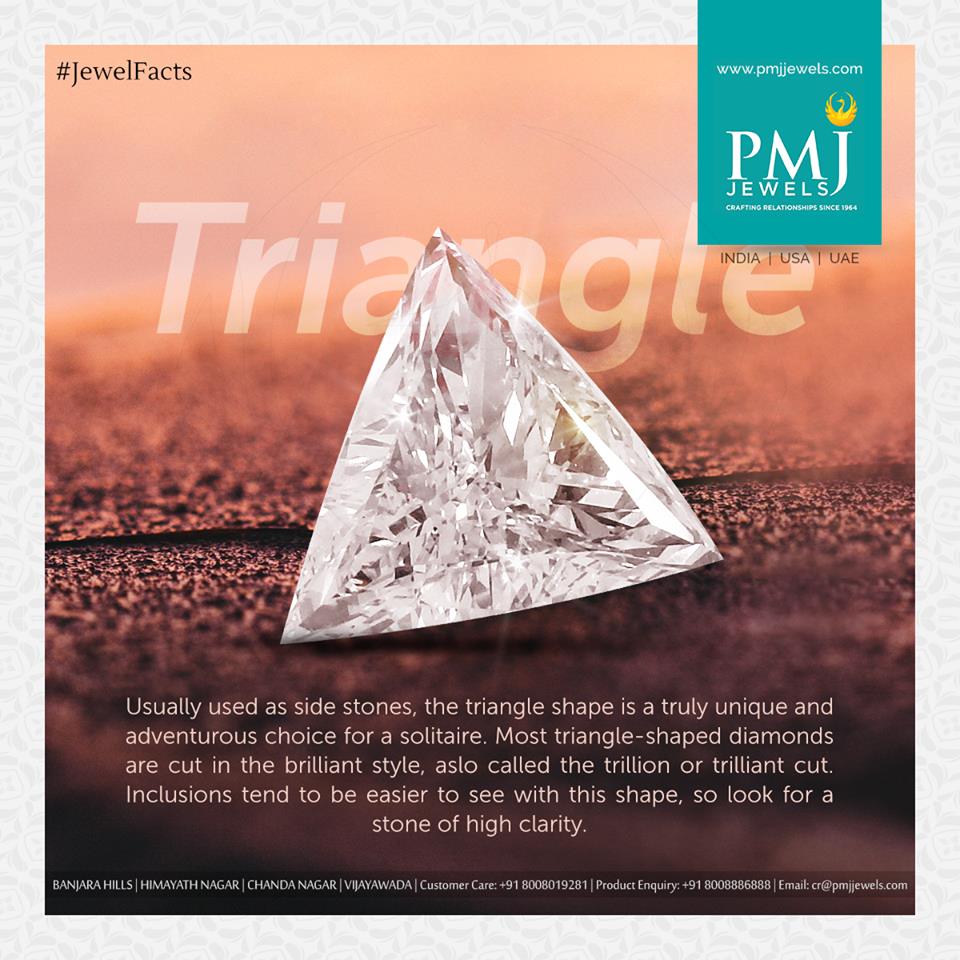 #JewelFacts
www.pmjjewels.com
PMJ
JEWELS
CRAFTING RELATIONSHIPS SINCE 1964
INDIA | USA | UAE
Triangle
Usually used as side stones, the triangle shape is a truly unique and
adventurous choice for a solitaire. Most triangle-shaped diamonds
are cut in the brilliant style, aslo called the trillion or trilliant cut.
Inclusions tend to be easier to see with this shape, so look for a
stone of high clarity.
BANJARA HILLS | HIMAYATH NAGAR | CHANDA NAGAR | VIJAYAWADA | Customer Care: +91 8008019281 | Product Enquiry: +91 8008886888 | Email: cr@pmjjewels.com